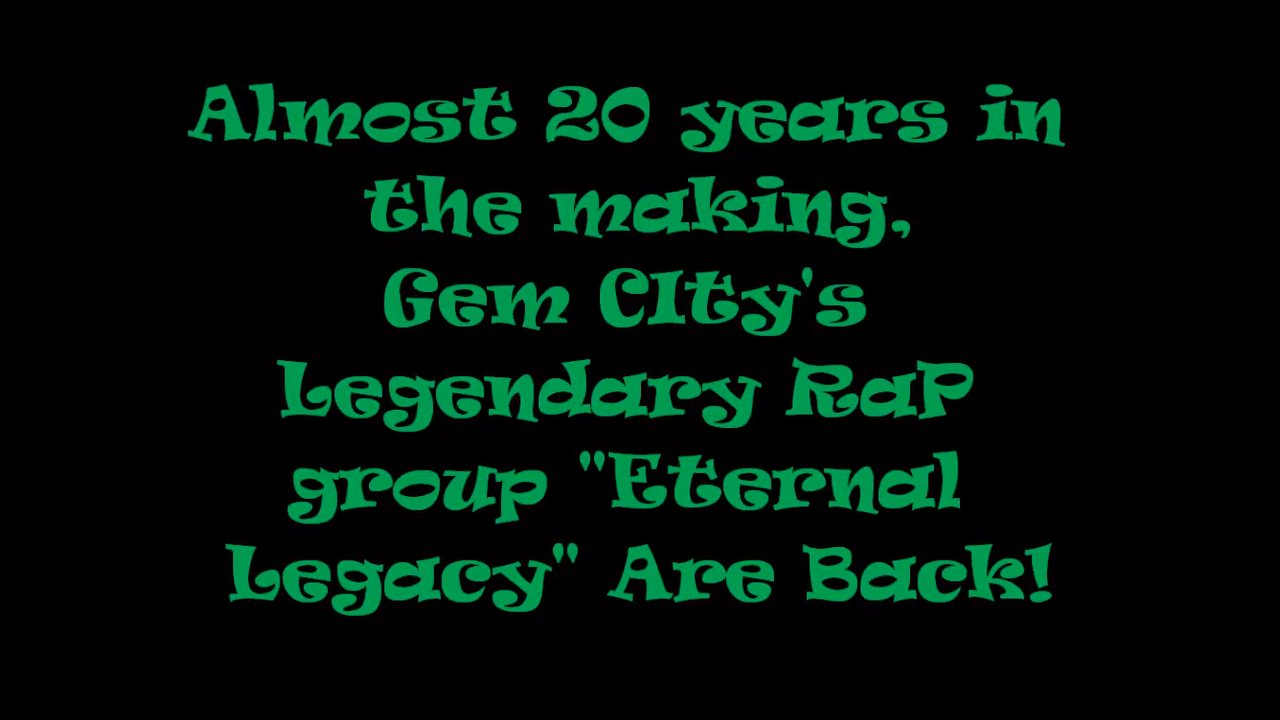 Almost 20 years in
the making,
Gem CIty's
Legendary RaP
group "Eternal
Legacy" Are Back!